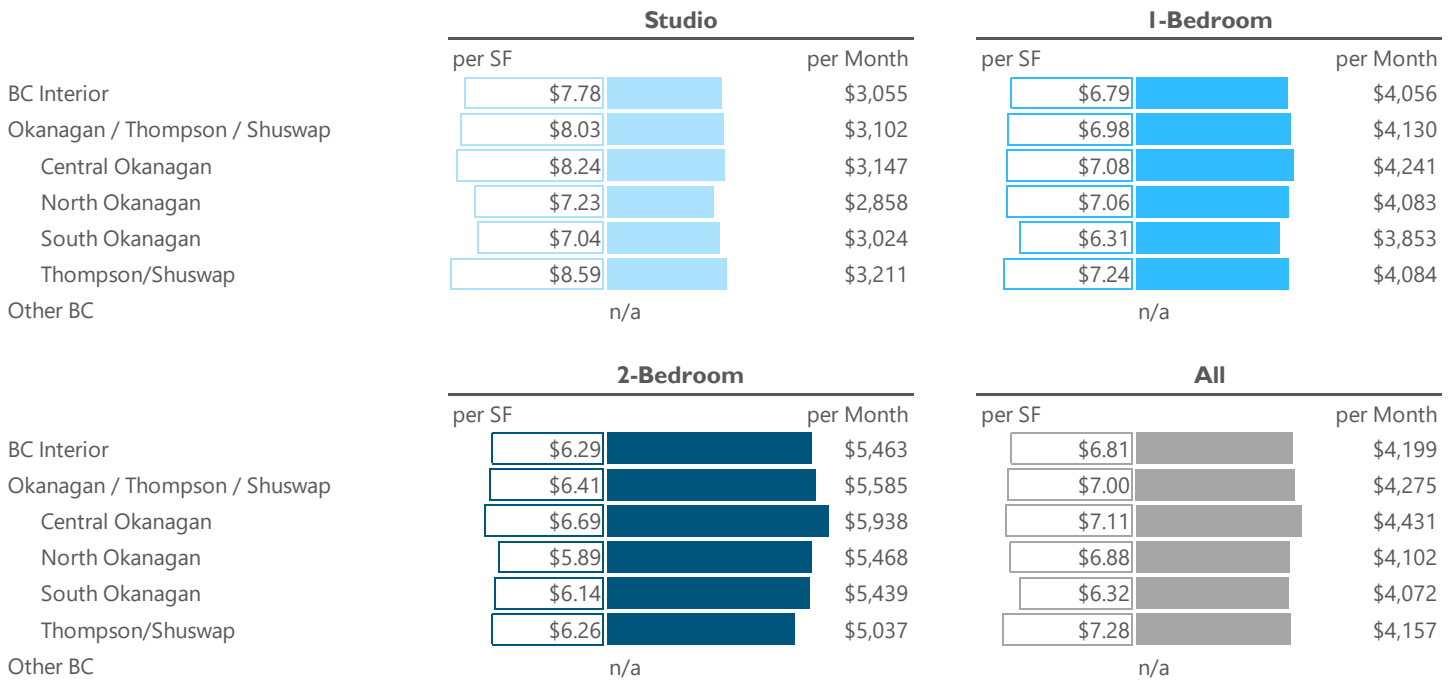 Studio 1-Bedroom
per SF per Month per SF per Month
BC Interior $7.78 $3,055 $6.79 $4,056
Okanagan / Thompson / Shuswap $8.03 $3,102 $6.98 $4,130
Central Okanagan $8.24 $3,147 $7.08 $4,241
North Okanagan $7.23 $2,858 $7.06 $4,083
South Okanagan $7.04 $3,024 $6.31 $3,853
Thompson/Shuswap $8.59 $3,211 $7.24 $4,084
Other BC n/a n/a
2-Bedroom All
per SF per Month per SF per Month
BC Interior $6.29 $5,463 $6.81 $4,199
Okanagan / Thompson / Shuswap $6.41 $5,585 $7.00 $4,275
Central Okanagan $6.69 $5,938 $7.11 $4,431
North Okanagan $5.89 $5,468 $6.88 $4,102
South Okanagan $6.14 $5,439 $6.32 $4,072
Thompson/Shuswap $6.26 $5,037 $7.28 $4,157
Other BC n/a n/a